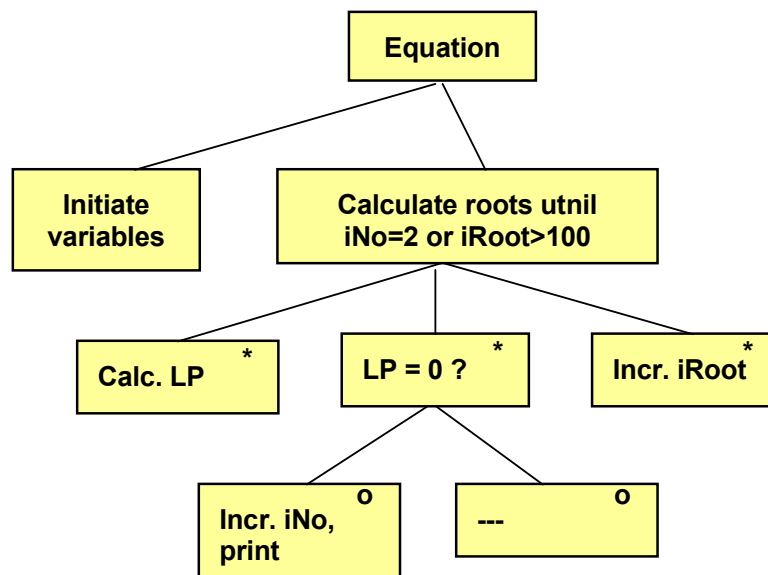 Equation
Initiate
variables
Calculate roots utnil
iNo=2 or iRoot>100
Calc. LP *
LP = 0 ? *
Incr. iRoot *
Incr. iNo, o
print
--- o